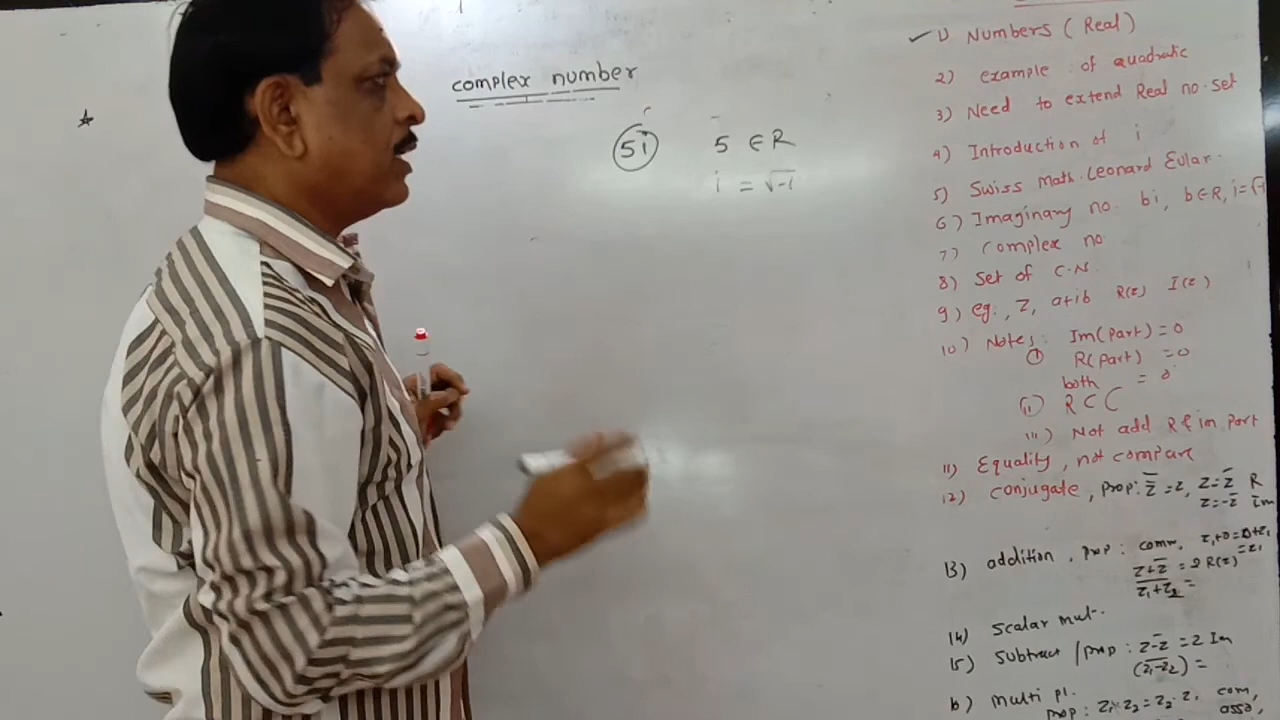 complex number
5i 5 ∈ R
i = √-1
1) Numbers (Real)
2) example of quadratic
3) Need to extend Real no. set
4) Introduction of i
5) Swiss Math. Leonard Eular.
6) Imaginary no. bi, b∈R, i=√-1
7) Complex no
8) Set of C.N.
9) eg., Z, a+ib R(z) I(z)
10) Notes: Im(part) = 0
① R(part) = 0
both = 0
ii) R ⊂ C
iii) Not add R & im part
11) Equality, not compare
12) conjugate, prop: z̿ = z, z = z̄ R
z = -z̄ Im
13) addition, prop: comm, z₁+0 = 0+z₁
= z₁
z+z̄ = 2 R(z)
z₁+z₂ =
14) Scalar mul.
15) Subtract / prop: z-z̄ = 2 Im
(z₁-z₂) =
6) Multi pl.
prop: z₁·z₂ = z₂·z₁ com,
asso,